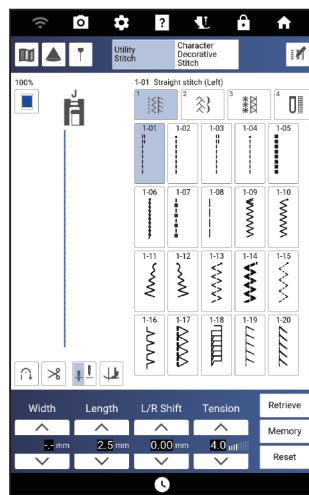 ?
Utility
Stitch
Character
Decorative
Stitch
100%
1-01 Straight stitch (Left)
J
1 2 3 4
1-01 1-02 1-03 1-04 1-05
1-06 1-07 1-08 1-09 1-10
1-11 1-12 1-13 1-14 1-15
1-16 1-17 1-18 1-19 1-20
Width Length L/R Shift Tension
Retrieve
-.- mm 2.5 mm 0.00 mm 4.0
Memory
Reset